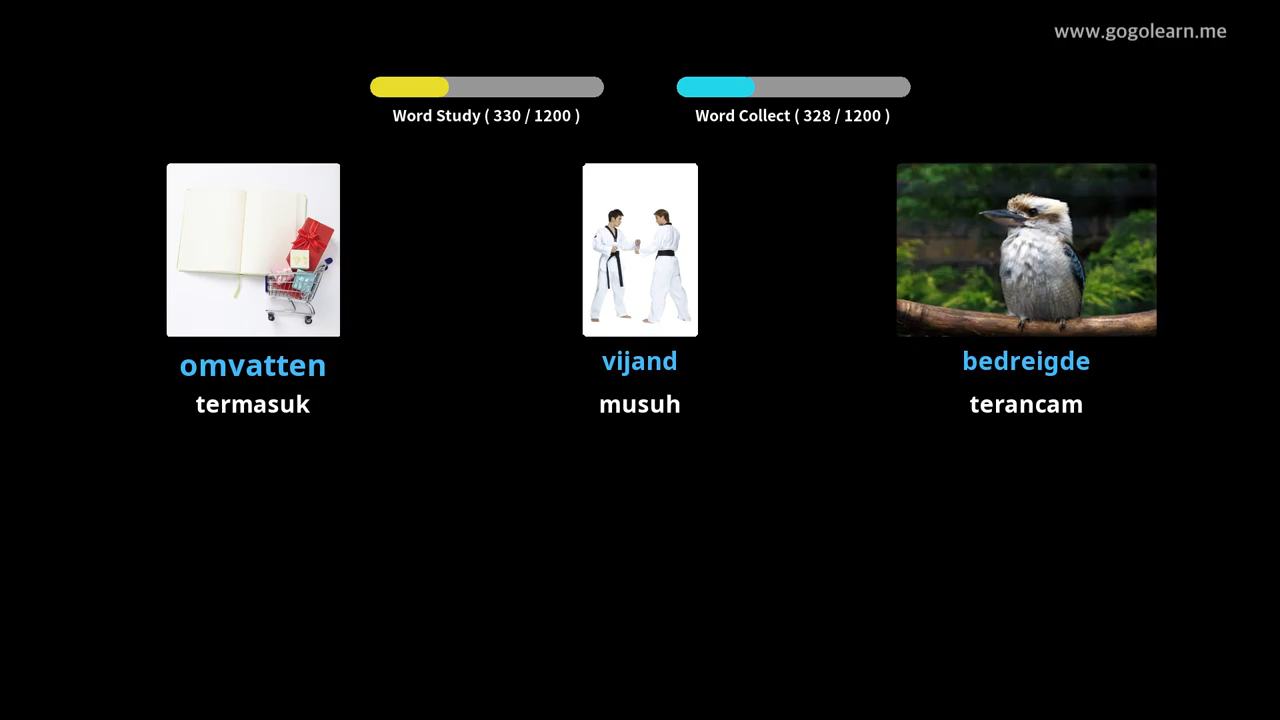 www.gogolearn.me
Word Study ( 330 / 1200 )
Word Collect ( 328 / 1200 )
omvatten
vijand
bedreigde
termasuk
musuh
terancam